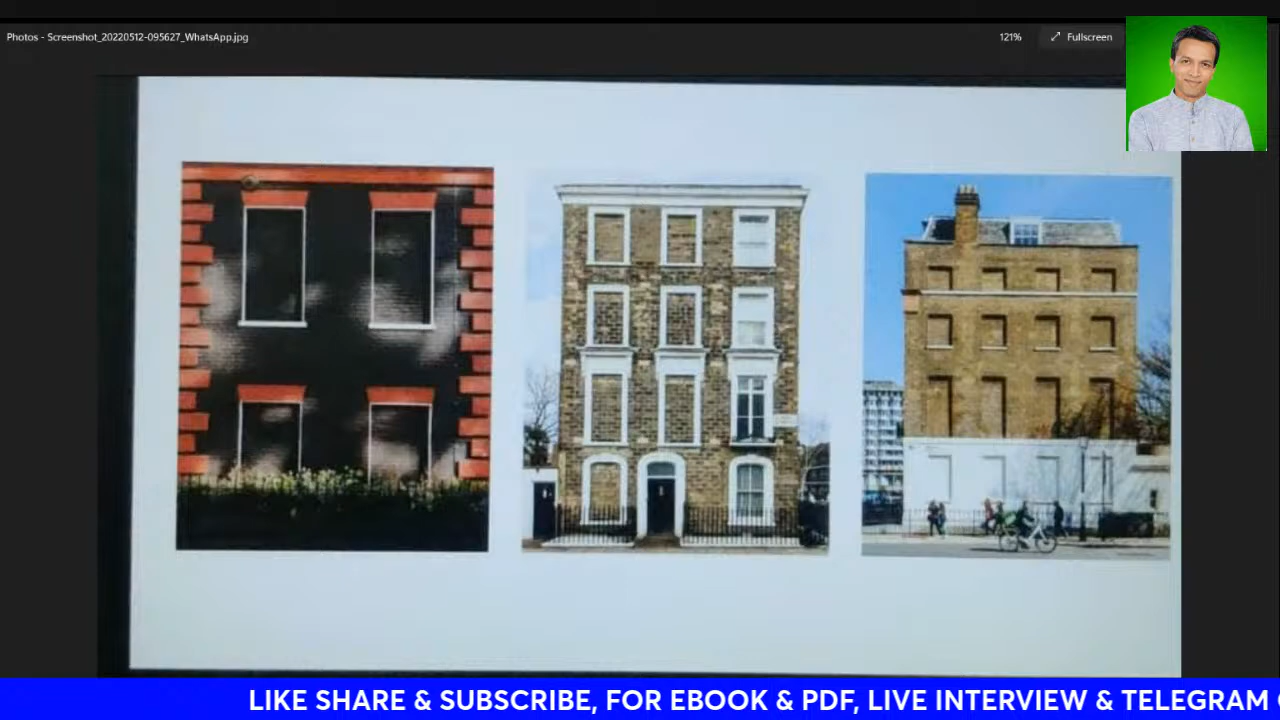 Photos - Screenshot_20220512-095627_WhatsApp.jpg
121%
Fullscreen
LIKE SHARE & SUBSCRIBE, FOR EBOOK & PDF, LIVE INTERVIEW & TELEGRAM